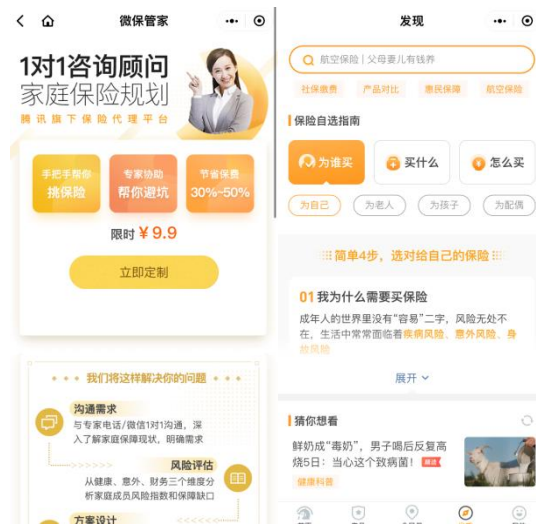 微保管家
1对1咨询顾问
家庭保险规划
腾讯旗下保险代理平台
手把手帮你
挑保险
专家协助
帮你避坑
节省保费
30%~50%
限时 ¥ 9.9
立即定制
我们将这样解决你的问题
沟通需求
与专家电话/微信1对1沟通，深
入了解家庭保障现状，明确需求
风险评估
从健康、意外、财务三个维度分
析家庭成员风险指数和保障缺口
方案设计
发现
航空保险 | 父母妻儿有钱养
社保缴费 产品对比 惠民保障 航空保险
保险自选指南
为谁买 买什么 怎么买
为自己 为老人 为孩子 为配偶
简单4步，选对给自己的保险
01 我为什么需要买保险
成年人的世界里没有“容易”二字，风险无处不
在，生活中常常面临着疾病风险、意外风险、身
故风险
展开
猜你想看
鲜奶成“毒奶”，男子喝后反复高
烧5日：当心这个致病菌！
健康科普